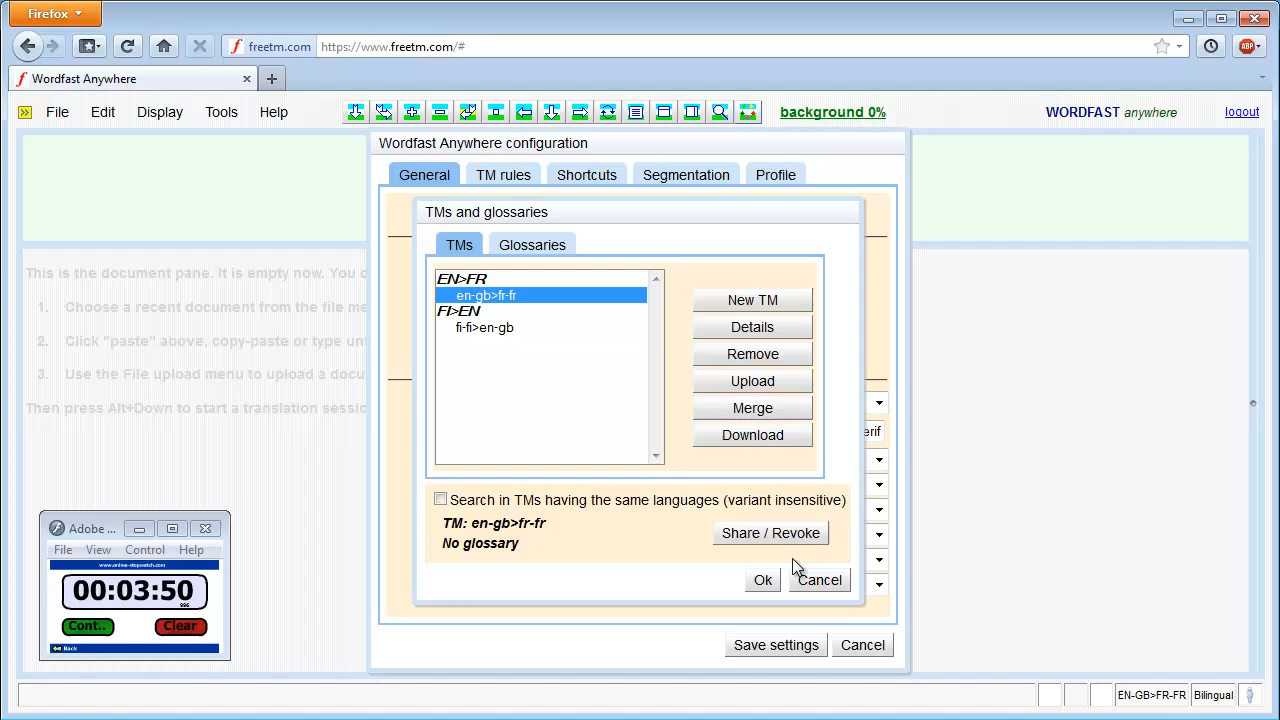 Firefox
freetm.com https://www.freetm.com/#
ABP
Wordfast Anywhere
File Edit Display Tools Help background 0% WORDFAST anywhere logout
Wordfast Anywhere configuration
General TM rules Shortcuts Segmentation Profile
TMs and glossaries
TMs Glossaries
EN>FR
en-gb>fr-fr
FI>EN
fi-fi>en-gb
New TM
Details
Remove
Upload
Merge
Download
Search in TMs having the same languages (variant insensitive)
TM: en-gb>fr-fr
No glossary
Share / Revoke
Ok Cancel
Save settings Cancel
This is the document pane. It is empty now. You c
1. Choose a recent document from the file me
2. Click "paste" above, copy-paste or type un
3. Use the File upload menu to upload a docu
Then press Alt+Down to start a translation sessi
erif
Adobe ...
File View Control Help
www.online-stopwatch.com
00:03:50
996
Cont.. Clear
Back
EN-GB>FR-FR Bilingual